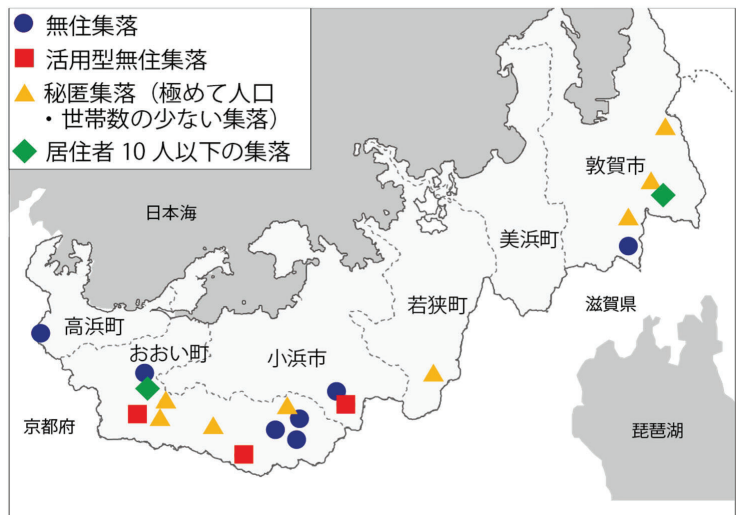 無住集落
活用型無住集落
秘匿集落（極めて人口
・世帯数の少ない集落）
居住者 10 人以下の集落
敦賀市
日本海
美浜町
若狭町
滋賀県
高浜町
おおい町
小浜市
京都府
琵琶湖